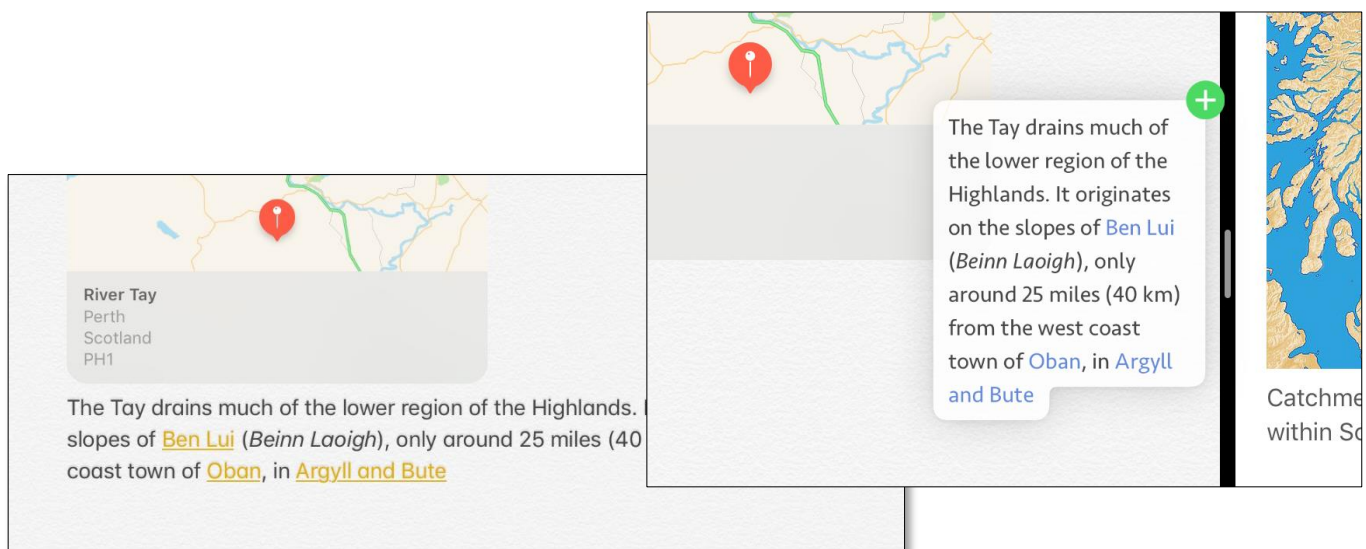 River Tay
Perth
Scotland
PH1
The Tay drains much of the lower region of the Highlands.
slopes of Ben Lui (Beinn Laoigh), only around 25 miles (40
coast town of Oban, in Argyll and Bute
The Tay drains much of
the lower region of the
Highlands. It originates
on the slopes of Ben Lui
(Beinn Laoigh), only
around 25 miles (40 km)
from the west coast
town of Oban, in Argyll
and Bute
Catchme
within Sc